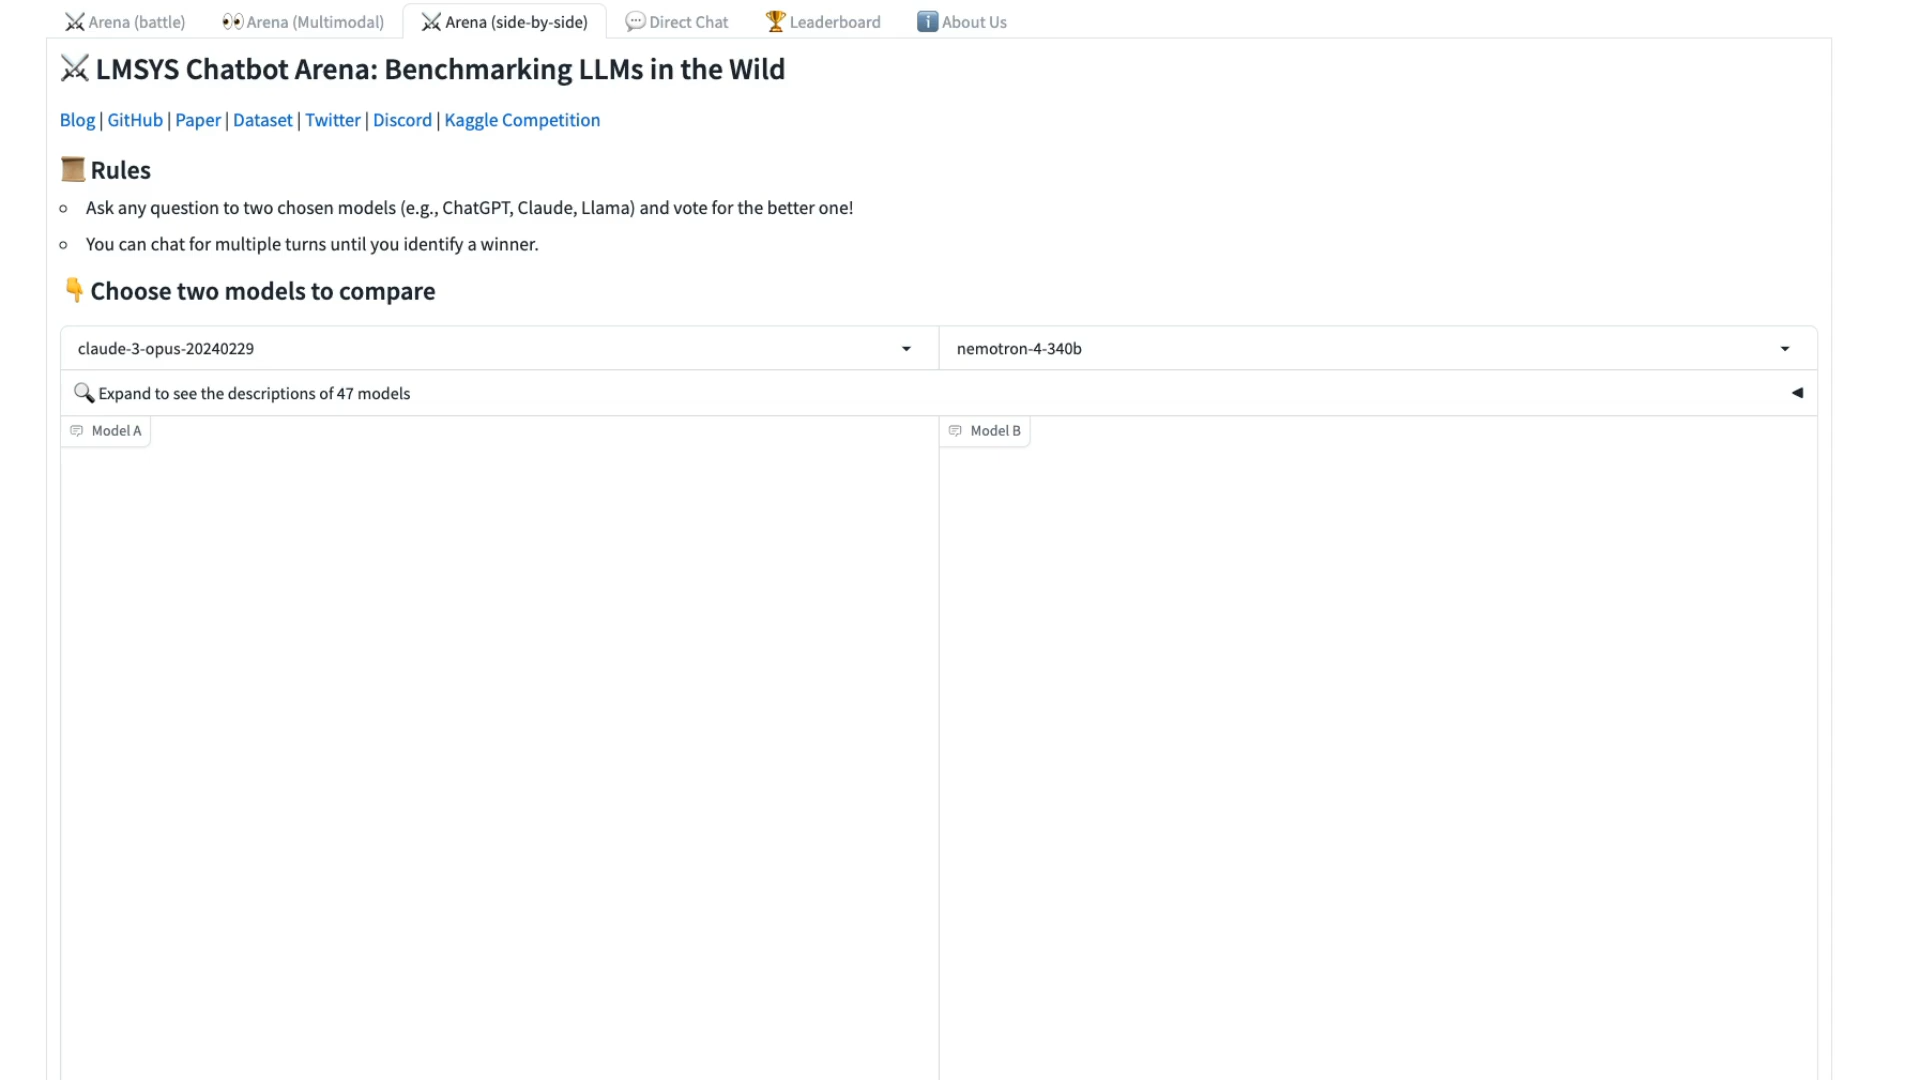 Arena (battle) Arena (Multimodal) Arena (side-by-side) Direct Chat Leaderboard About Us
LMSYS Chatbot Arena: Benchmarking LLMs in the Wild
Blog | GitHub | Paper | Dataset | Twitter | Discord | Kaggle Competition
Rules
Ask any question to two chosen models (e.g., ChatGPT, Claude, Llama) and vote for the better one!
You can chat for multiple turns until you identify a winner.
Choose two models to compare
claude-3-opus-20240229 nemotron-4-340b
Expand to see the descriptions of 47 models
Model A Model B